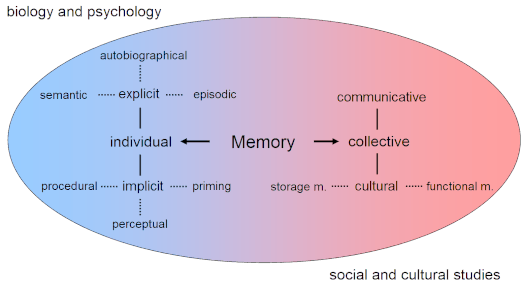 biology and psychology
autobiographical
semantic explicit episodic
communicative
individual Memory collective
procedural implicit priming storage m. cultural functional m.
perceptual
social and cultural studies